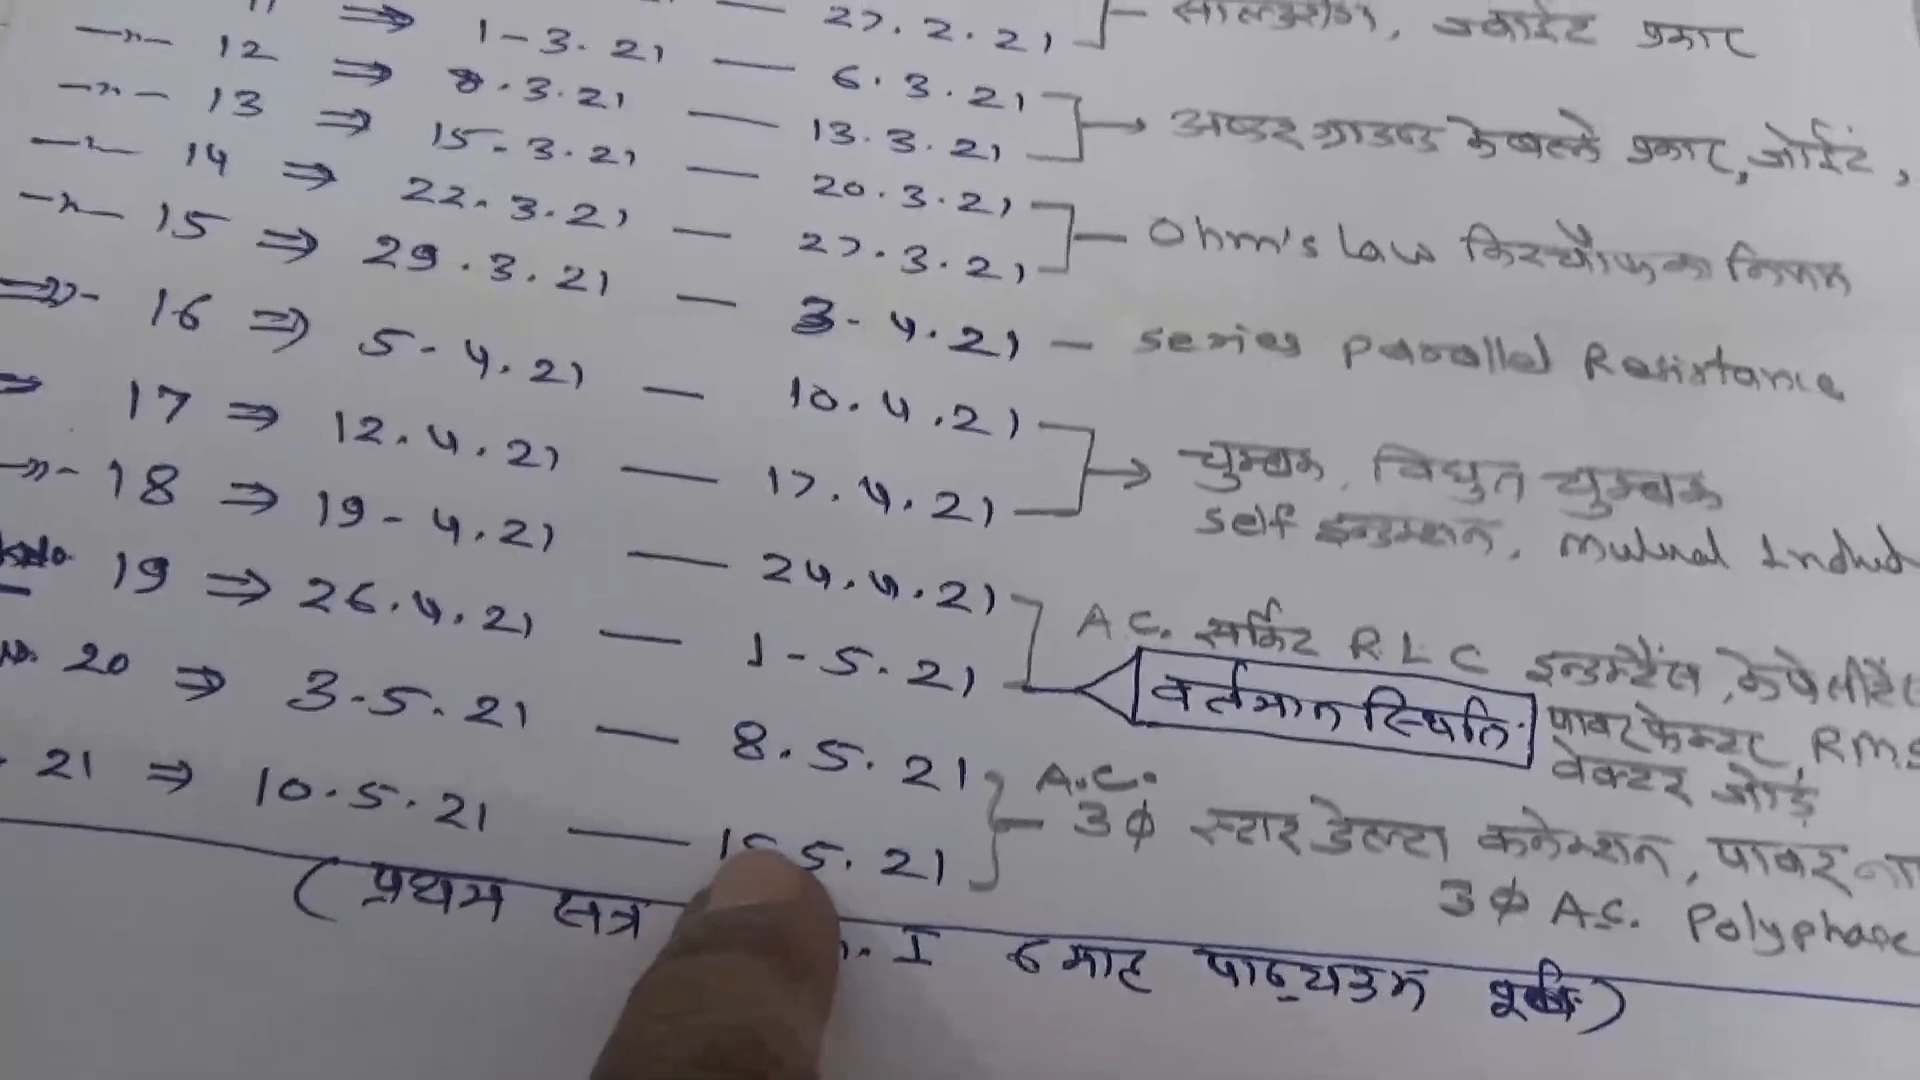 11 ⇒ 1-3.21 — 27.2.21 सोल्डरींग, फ्लक्स प्रकार
—„— 12 ⇒ 8.3.21 — 6.3.21
—„— 13 ⇒ 15-3.21 — 13.3.21 → अण्डर ग्राउण्ड केबलके प्रकार, जोईंट,
—„— 14 ⇒ 22.3.21 — 20.3.21
—„— 15 ⇒ 29.3.21 — 27.3.21 — Ohm's Law किरचौफका नियम
—„— 16 ⇒ 5-4.21 — 3-4.21 — series parallel Resistance
⇒ 17 ⇒ 12.4.21 — 10.4.21
—„— 18 ⇒ 19-4.21 — 17.4.21 → चुम्बक, विधुत चुम्बक
self इन्डक्शन, mutual Induct
19 ⇒ 26.4.21 — 24.4.21
A.C. सर्किट R.L.C इन्डक्टैंस, केपेसीटैं
20 ⇒ 3-5.21 — 1-5.21 वर्तमान स्थिति पावर फेक्टर, RMS
वेक्टर जोड़
21 ⇒ 10.5.21 — 8.5.21 A.C.
15.5.21 — 3ϕ स्टार डेल्टा कनेक्शन, पावर ना
3ϕ A.C. Polyphase
(प्रथम सत्र I 6 माह पाठ्यक्रम पूर्ण)